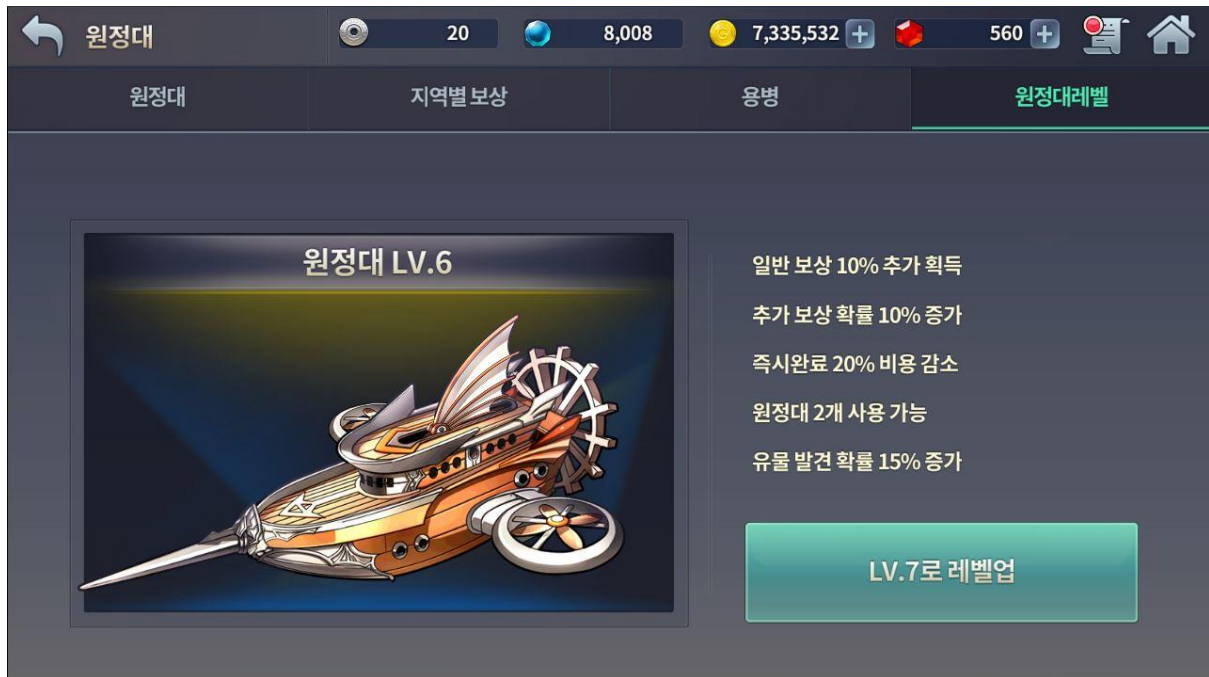 원정대
20
8,008
7,335,532
560
원정대
지역별 보상
용병
원정대레벨
원정대 LV.6
일반 보상 10% 추가 획득
추가 보상 확률 10% 증가
즉시완료 20% 비용 감소
원정대 2개 사용 가능
유물 발견 확률 15% 증가
LV.7로 레벨업